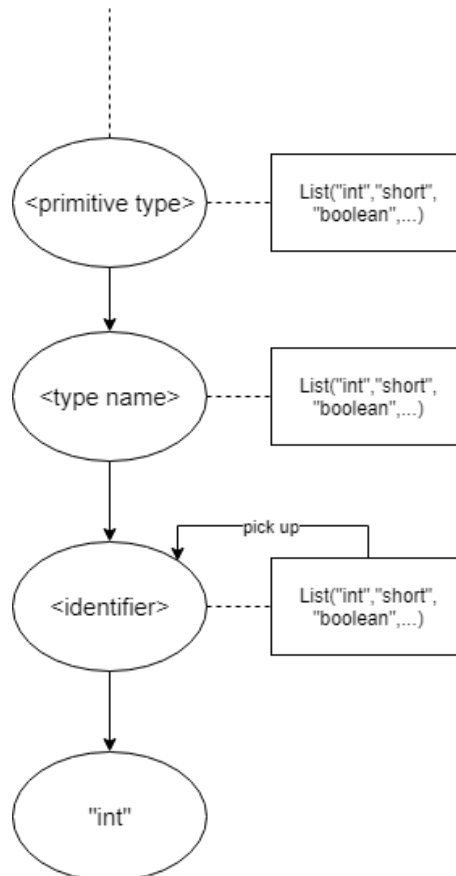 <primitive type>
List("int","short",
"boolean",...)
<type name>
List("int","short",
"boolean",...)
pick up
<identifier>
List("int","short",
"boolean",...)
"int"